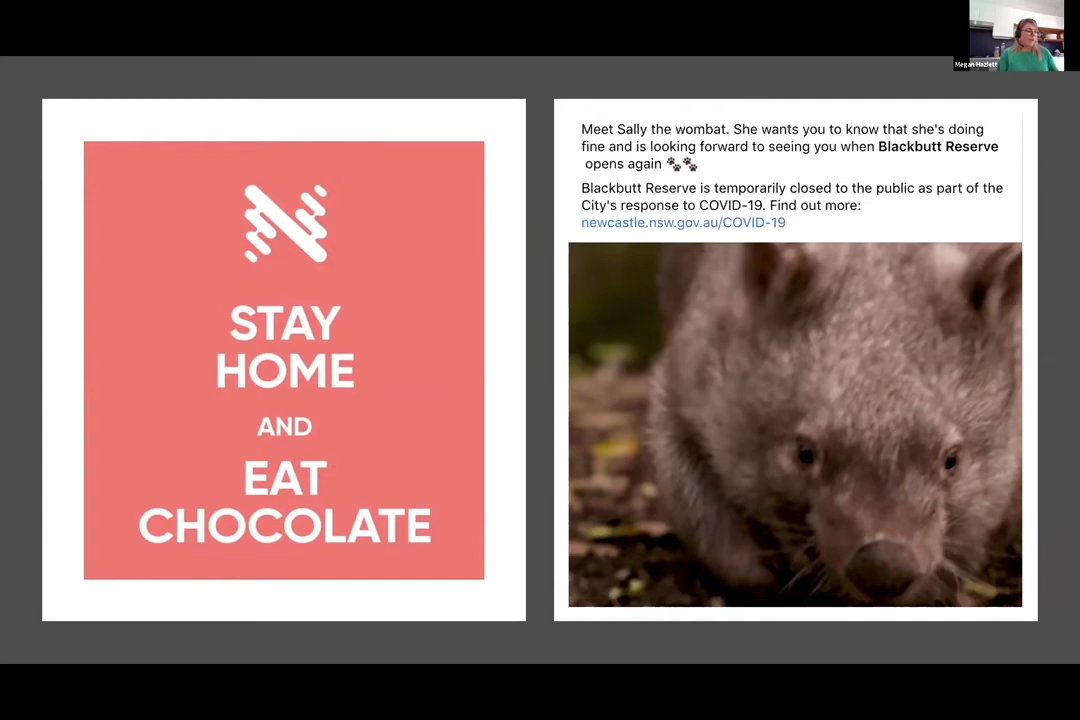 Megan Hazlett
STAY
HOME
AND
EAT
CHOCOLATE
Meet Sally the wombat. She wants you to know that she's doing
fine and is looking forward to seeing you when Blackbutt Reserve
opens again 🐾🐾
Blackbutt Reserve is temporarily closed to the public as part of the
City's response to COVID-19. Find out more:
newcastle.nsw.gov.au/COVID-19